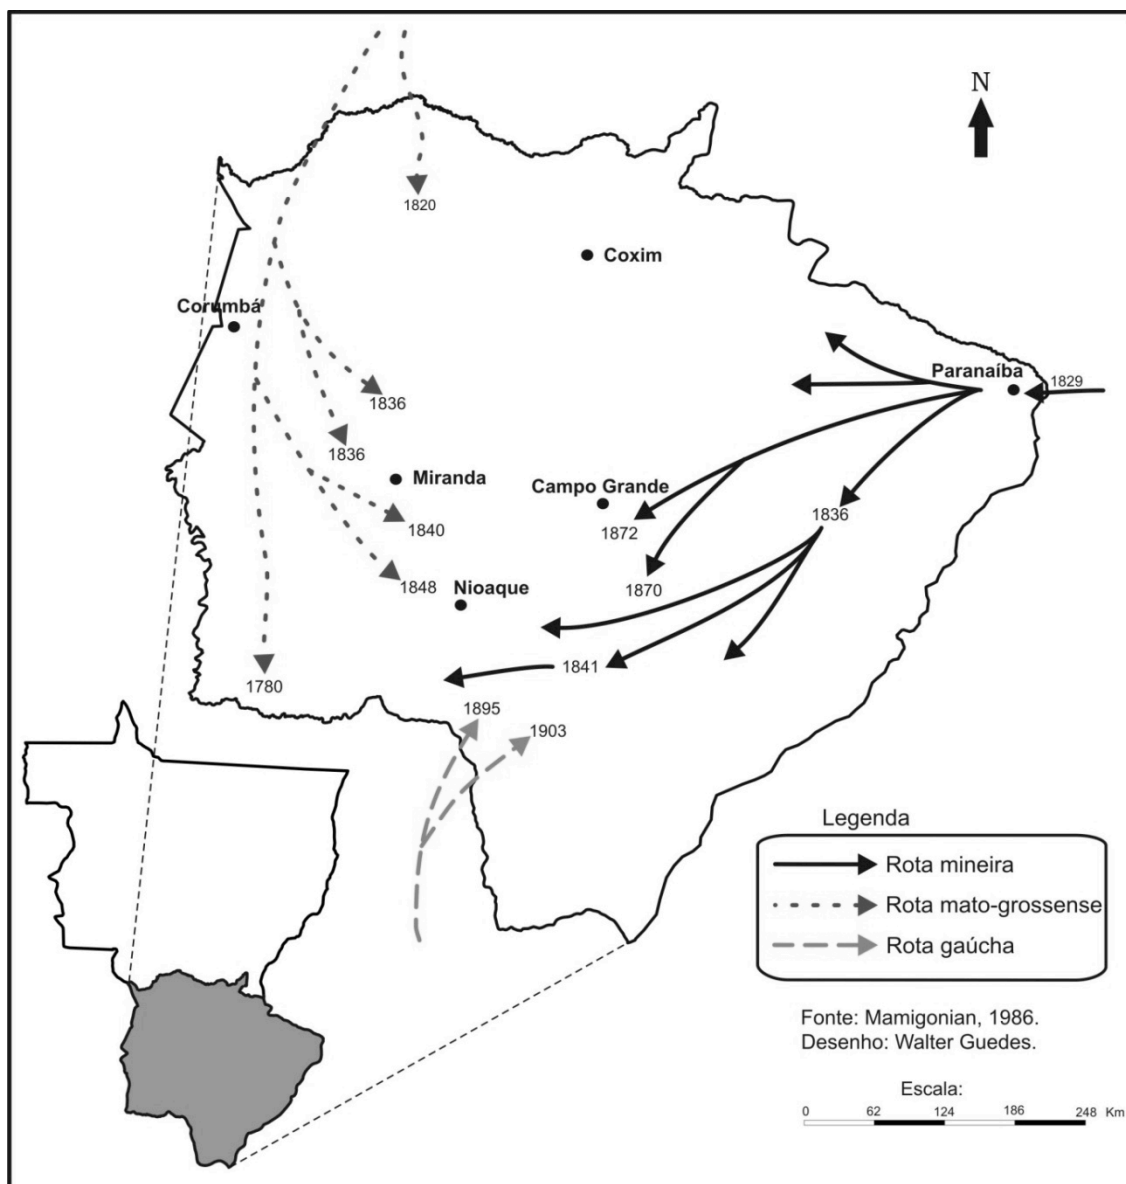 N
1820
Coxim
Corumbá
Paranaíba
1829
1836
1836
Miranda
Campo Grande
1836
1840
1872
1848
1870
Nioaque
1841
1780
1895
1903
Legenda
Rota mineira
Rota mato-grossense
Rota gaúcha
Fonte: Mamigonian, 1986.
Desenho: Walter Guedes.
Escala:
0 62 124 186 248 Km